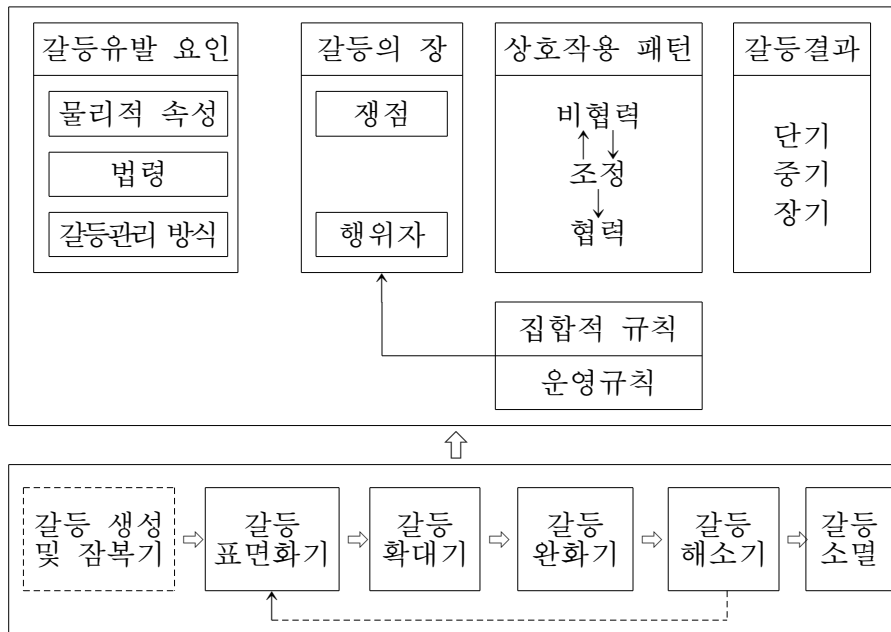 갈등유발 요인
물리적 속성
법령
갈등관리 방식
갈등의 장
쟁점
행위자
상호작용 패턴
비협력
조정
협력
갈등결과
단기
중기
장기
집합적 규칙
운영규칙
갈등 생성
및 잠복기
갈등
표면화기
갈등
확대기
갈등
완화기
갈등
해소기
갈등
소멸